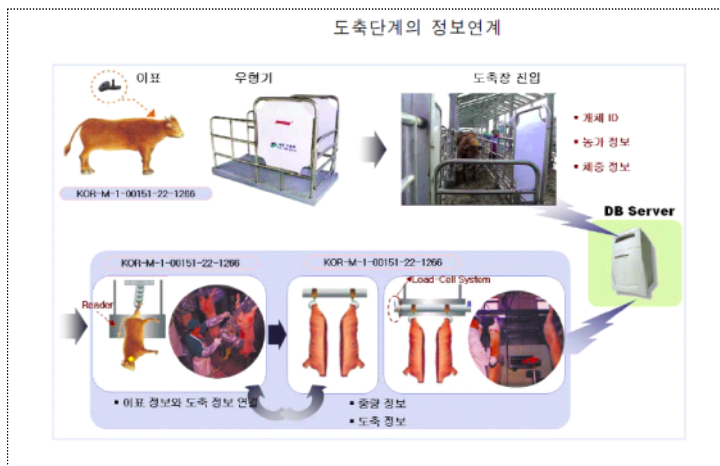 도축단계의 정보연계
이표
우형기
도축장 진입
▪ 개체 ID
▪ 농가 정보
▪ 체중 정보
KOR-M-1-00151-22-1266
DB Server
KOR-M-1-00151-22-1266
KOR-M-1-00151-22-1266
Load-Cell System
Reader
▪ 이표 정보와 도축 정보 연결
▪ 중량 정보
▪ 도축 정보